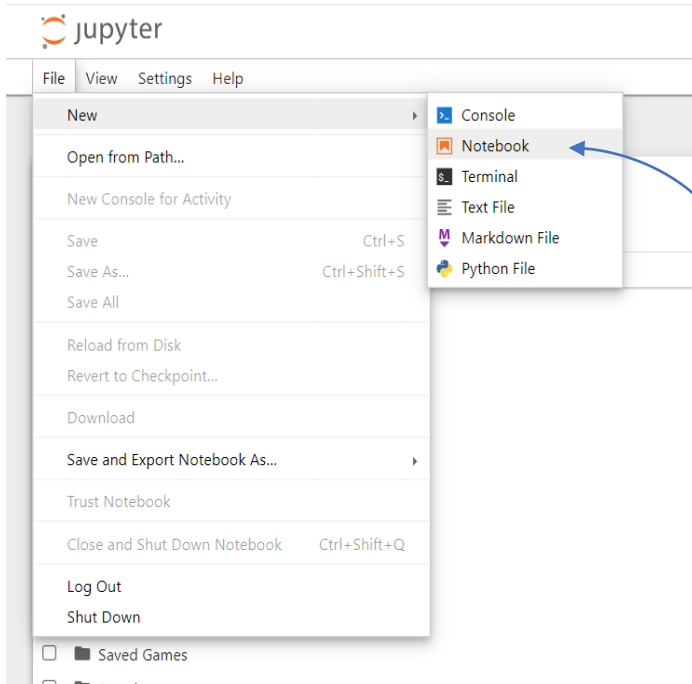 jupyter
File View Settings Help
New
Open from Path...
New Console for Activity
Save Ctrl+S
Save As... Ctrl+Shift+S
Save All
Reload from Disk
Revert to Checkpoint...
Download
Save and Export Notebook As...
Trust Notebook
Close and Shut Down Notebook Ctrl+Shift+Q
Log Out
Shut Down
Console
Notebook
Terminal
Text File
Markdown File
Python File
Saved Games